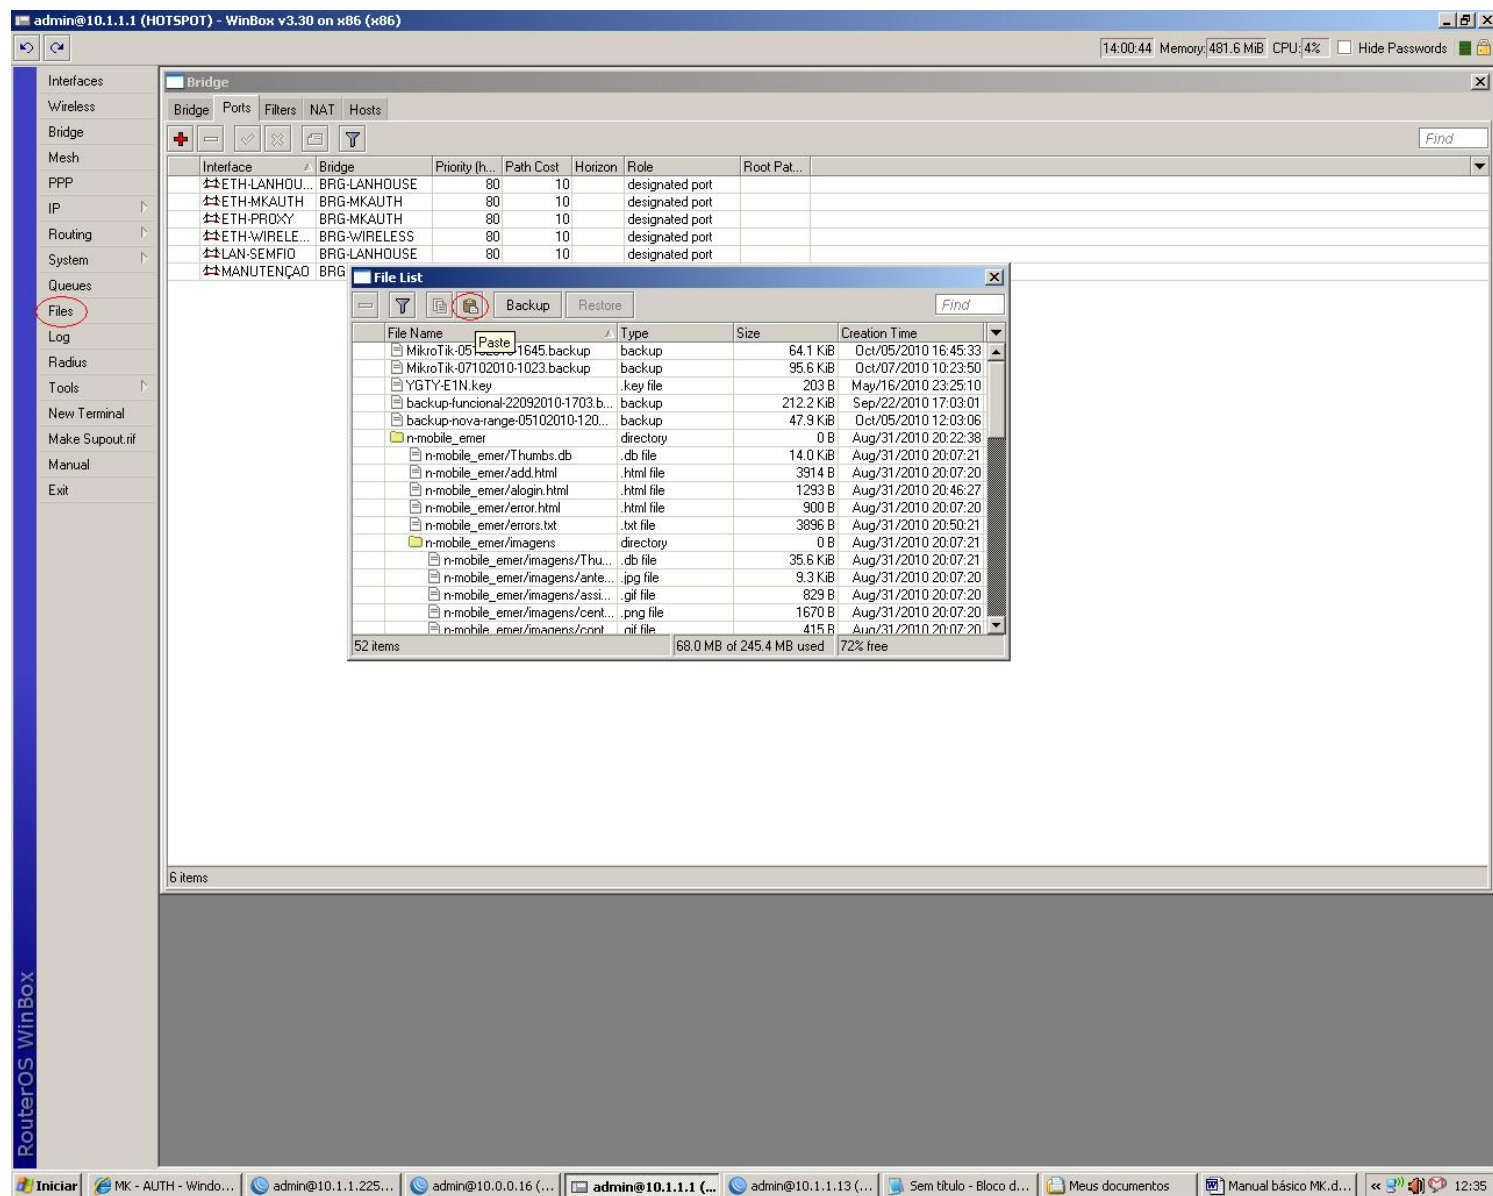 admin@10.1.1.1 (HOTSPOT) - WinBox v3.30 on x86 (x86)
14:00:44 Memory: 481.6 MiB CPU: 4% Hide Passwords
Interfaces
Wireless
Bridge
Mesh
PPP
IP
Routing
System
Queues
Files
Log
Radius
Tools
New Terminal
Make Supout.rif
Manual
Exit
RouterOS WinBox
Bridge
Bridge Ports Filters NAT Hosts
Find
Interface Bridge Priority (h... Path Cost Horizon Role Root Pat...
ETH-LANHOU... BRG-LANHOUSE 80 10 designated port
ETH-MKAUTH BRG-MKAUTH 80 10 designated port
ETH-PROXY BRG-MKAUTH 80 10 designated port
ETH-WIRELE... BRG-WIRELESS 80 10 designated port
LAN-SEMFIO BRG-LANHOUSE 80 10 designated port
MANUTENÇAO BRG
File List
Backup Restore Find
File Name Type Size Creation Time
Paste
MikroTik-05102010-1645.backup backup 64.1 KiB Oct/05/2010 16:45:33
MikroTik-07102010-1023.backup backup 95.6 KiB Oct/07/2010 10:23:50
YGTY-E1N.key .key file 203 B May/16/2010 23:25:10
backup-funcional-22092010-1703.b... backup 212.2 KiB Sep/22/2010 17:03:01
backup-nova-range-05102010-120... backup 47.9 KiB Oct/05/2010 12:03:06
n-mobile_emer directory 0 B Aug/31/2010 20:22:38
n-mobile_emer/Thumbs.db .db file 14.0 KiB Aug/31/2010 20:07:21
n-mobile_emer/add.html .html file 3914 B Aug/31/2010 20:07:20
n-mobile_emer/alogin.html .html file 1293 B Aug/31/2010 20:46:27
n-mobile_emer/error.html .html file 900 B Aug/31/2010 20:07:20
n-mobile_emer/errors.txt .txt file 3896 B Aug/31/2010 20:50:21
n-mobile_emer/imagens directory 0 B Aug/31/2010 20:07:21
n-mobile_emer/imagens/Thu... .db file 35.6 KiB Aug/31/2010 20:07:21
n-mobile_emer/imagens/ante... .jpg file 9.3 KiB Aug/31/2010 20:07:20
n-mobile_emer/imagens/assi... .gif file 829 B Aug/31/2010 20:07:20
n-mobile_emer/imagens/cent... .png file 1670 B Aug/31/2010 20:07:20
n-mobile_emer/imagens/cont... .gif file 415 B Aug/31/2010 20:07:20
52 items 68.0 MB of 245.4 MB used 72% free
6 items
Iniciar MK - AUTH - Windo... admin@10.1.1.225... admin@10.0.0.16 (... admin@10.1.1.1 (... admin@10.1.1.13 (... Sem título - Bloco d... Meus documentos Manual básico MK.d... « 12:35